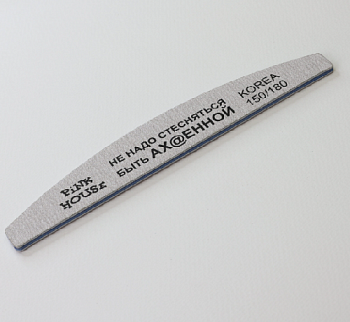 PiNK
HOUSE
НЕ НАДО СТЕСНЯТЬСЯ
БЫТЬ АХ@ЕННОЙ
KOREA
150/180